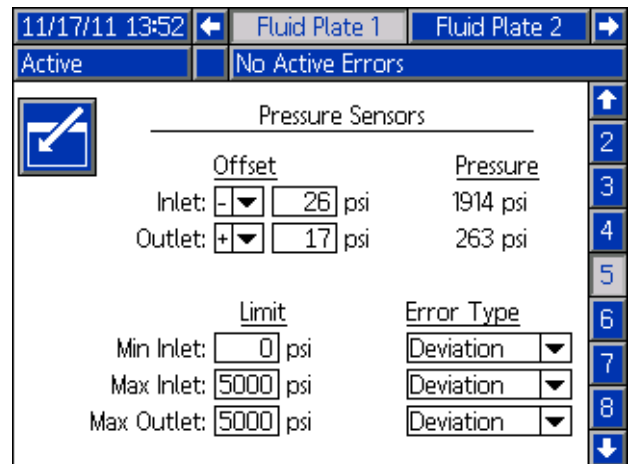 11/17/11 13:52 Fluid Plate 1 Fluid Plate 2
Active No Active Errors
Pressure Sensors
Offset Pressure
Inlet: - 26 psi 1914 psi
Outlet: + 17 psi 263 psi
Limit Error Type
Min Inlet: 0 psi Deviation
Max Inlet: 5000 psi Deviation
Max Outlet: 5000 psi Deviation
2
3
4
5
6
7
8